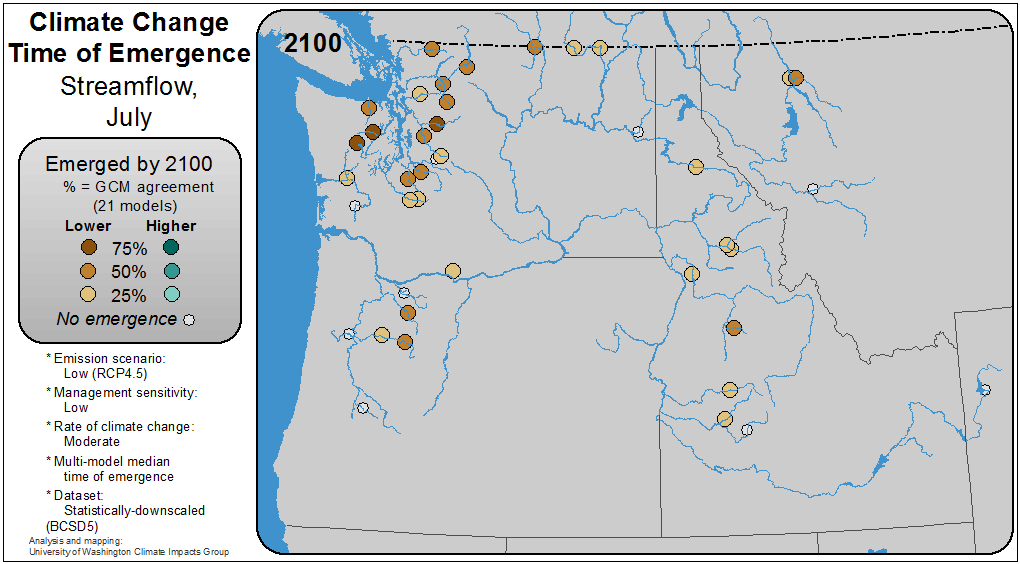 Climate Change
Time of Emergence
Streamflow,
July
2100
Emerged by 2100
% = GCM agreement
(21 models)
Lower Higher
75%
50%
25%
No emergence
* Emission scenario:
Low (RCP4.5)
* Management sensitivity:
Low
* Rate of climate change:
Moderate
* Multi-model median
time of emergence
* Dataset:
Statistically-downscaled
(BCSD5)
Analysis and mapping:
University of Washington Climate Impacts Group